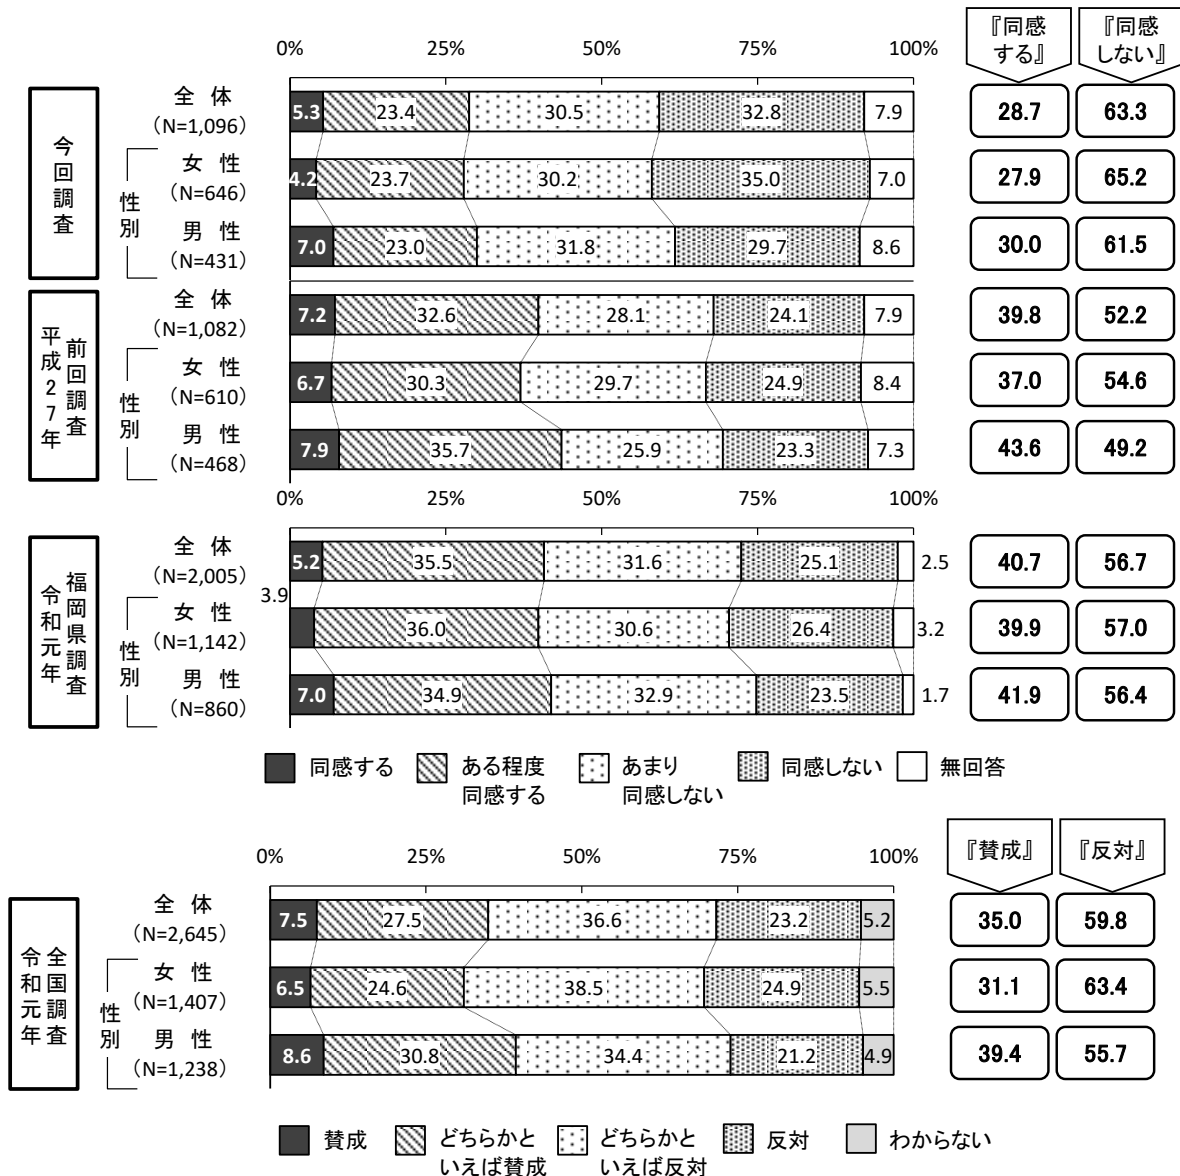 『同感
する』
『同感
しない』
0% 25% 50% 75% 100%
今回調査
全 体
(N=1,096)
5.3 23.4 30.5 32.8 7.9 28.7 63.3
性別
女 性
(N=646)
4.2 23.7 30.2 35.0 7.0 27.9 65.2
男 性
(N=431)
7.0 23.0 31.8 29.7 8.6 30.0 61.5
前回調査
平成27年
全 体
(N=1,082)
7.2 32.6 28.1 24.1 7.9 39.8 52.2
性別
女 性
(N=610)
6.7 30.3 29.7 24.9 8.4 37.0 54.6
男 性
(N=468)
7.9 35.7 25.9 23.3 7.3 43.6 49.2
0% 25% 50% 75% 100%
福岡県調査
令和元年
全 体
(N=2,005)
5.2 35.5 31.6 25.1 2.5 40.7 56.7
性別
女 性
(N=1,142)
3.9 36.0 30.6 26.4 3.2 39.9 57.0
男 性
(N=860)
7.0 34.9 32.9 23.5 1.7 41.9 56.4
同感する
ある程度
同感する
あまり
同感しない
同感しない
無回答
『賛成』 『反対』
0% 25% 50% 75% 100%
全国調査
令和元年
全 体
(N=2,645)
7.5 27.5 36.6 23.2 5.2 35.0 59.8
性別
女 性
(N=1,407)
6.5 24.6 38.5 24.9 5.5 31.1 63.4
男 性
(N=1,238)
8.6 30.8 34.4 21.2 4.9 39.4 55.7
賛成
どちらかと
いえば賛成
どちらかと
いえば反対
反対
わからない